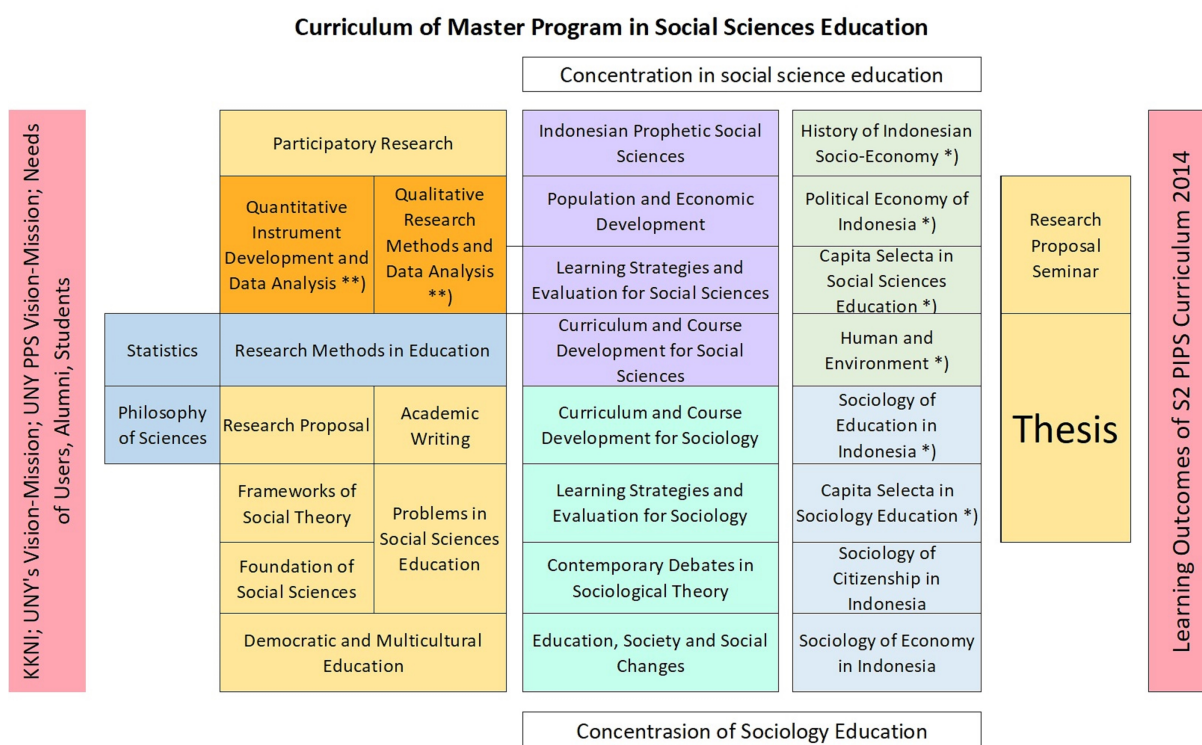 Curriculum of Master Program in Social Sciences Education
Concentration in social science education
KKNI; UNY's Vision-Mission; UNY PPS Vision-Mission; Needs
of Users, Alumni, Students
Participatory Research
Quantitative
Instrument
Development and
Data Analysis **)
Qualitative
Research
Methods and
Data Analysis
**)
Statistics
Research Methods in Education
Philosophy
of Sciences
Research Proposal
Academic
Writing
Frameworks of
Social Theory
Problems in
Social Sciences
Education
Foundation of
Social Sciences
Democratic and Multicultural
Education
Indonesian Prophetic Social
Sciences
Population and Economic
Development
Learning Strategies and
Evaluation for Social Sciences
Curriculum and Course
Development for Social
Sciences
Curriculum and Course
Development for Sociology
Learning Strategies and
Evaluation for Sociology
Contemporary Debates in
Sociological Theory
Education, Society and Social
Changes
History of Indonesian
Socio-Economy *)
Political Economy of
Indonesia *)
Capita Selecta in
Social Sciences
Education *)
Human and
Environment *)
Sociology of
Education in
Indonesia *)
Capita Selecta in
Sociology Education *)
Sociology of
Citizenship in
Indonesia
Sociology of Economy
in Indonesia
Research
Proposal
Seminar
Thesis
Learning Outcomes of S2 PIPS Curriculum 2014
Concentrasion of Sociology Education